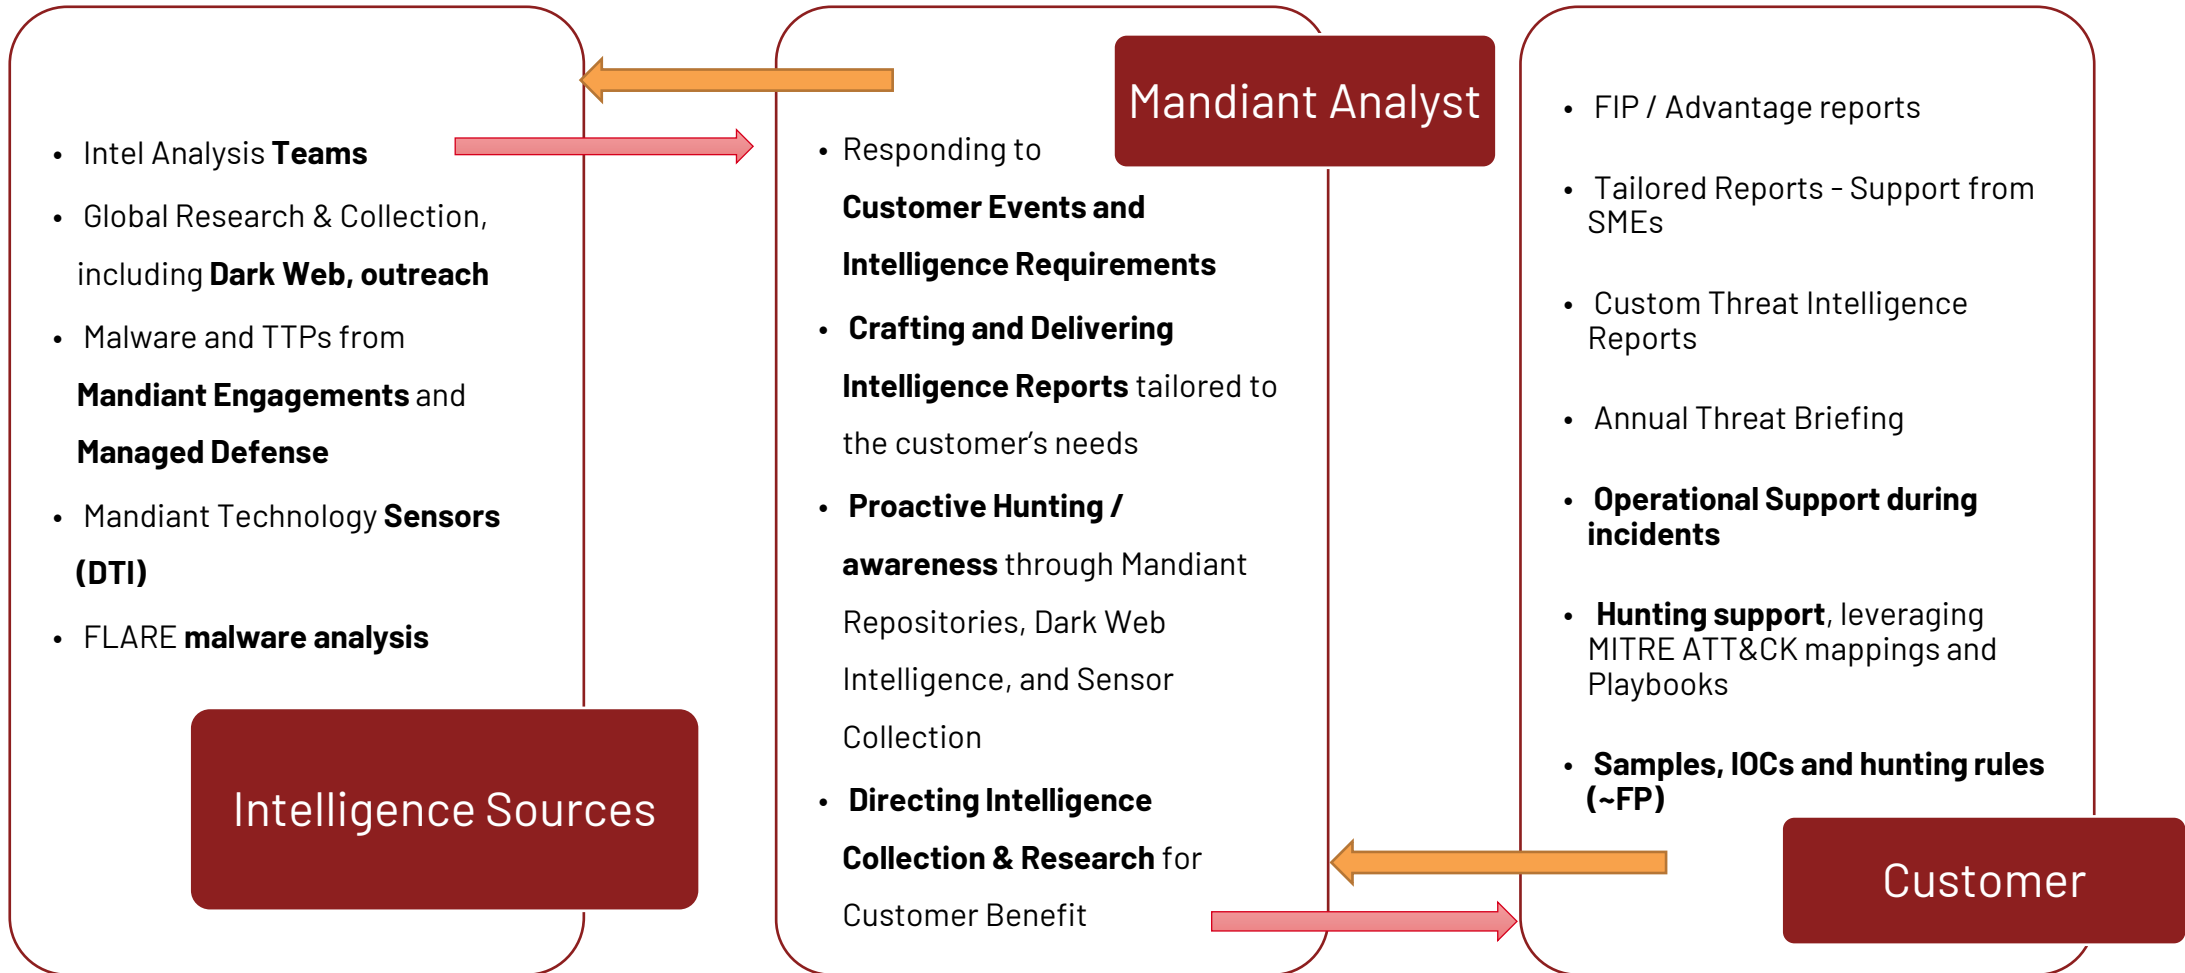 • Intel Analysis Teams
• Global Research & Collection,
including Dark Web, outreach
• Malware and TTPs from
Mandiant Engagements and
Managed Defense
• Mandiant Technology Sensors
(DTI)
• FLARE malware analysis
Intelligence Sources
Mandiant Analyst
• Responding to
Customer Events and
Intelligence Requirements
• Crafting and Delivering
Intelligence Reports tailored to
the customer’s needs
• Proactive Hunting /
awareness through Mandiant
Repositories, Dark Web
Intelligence, and Sensor
Collection
• Directing Intelligence
Collection & Research for
Customer Benefit
• FIP / Advantage reports
• Tailored Reports - Support from
SMEs
• Custom Threat Intelligence
Reports
• Annual Threat Briefing
• Operational Support during
incidents
• Hunting support, leveraging
MITRE ATT&CK mappings and
Playbooks
• Samples, IOCs and hunting rules
(~FP)
Customer